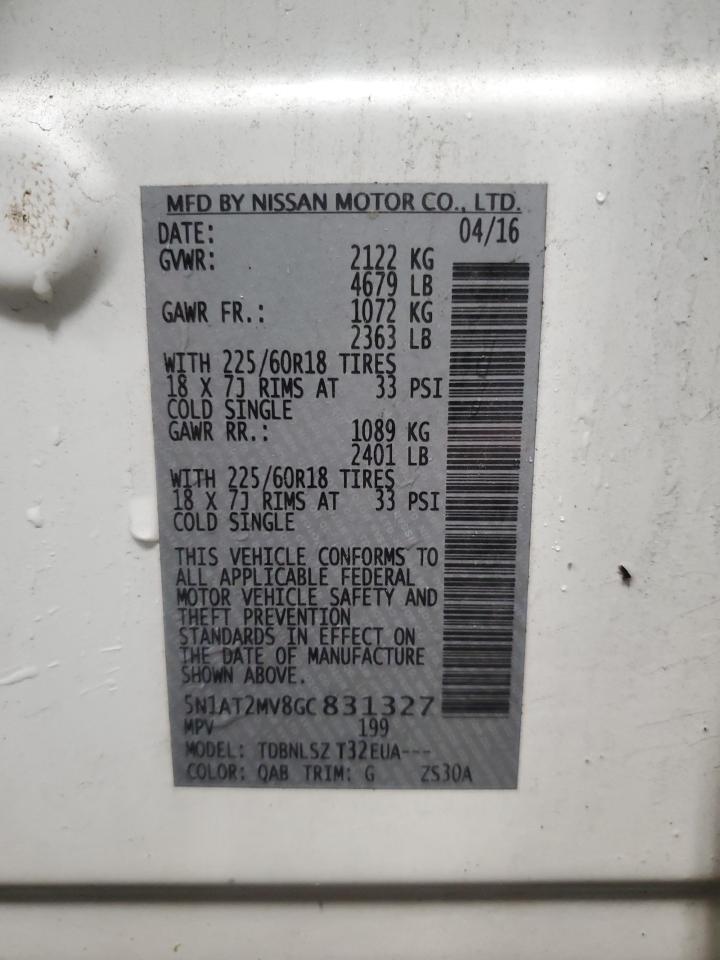 MFD BY NISSAN MOTOR CO., LTD.
DATE: 04/16
GVWR: 2122 KG
4679 LB
GAWR FR.: 1072 KG
2363 LB
WITH 225/60R18 TIRES
18 X 7J RIMS AT 33 PSI
COLD SINGLE
GAWR RR.: 1089 KG
2401 LB
WITH 225/60R18 TIRES
18 X 7J RIMS AT 33 PSI
COLD SINGLE
THIS VEHICLE CONFORMS TO
ALL APPLICABLE FEDERAL
MOTOR VEHICLE SAFETY AND
THEFT PREVENTION
STANDARDS IN EFFECT ON
THE DATE OF MANUFACTURE
SHOWN ABOVE.
5N1AT2MV8GC831327
MPV 199
MODEL: TDBNLSZ T32EUA---
COLOR: QAB TRIM: G ZS30A